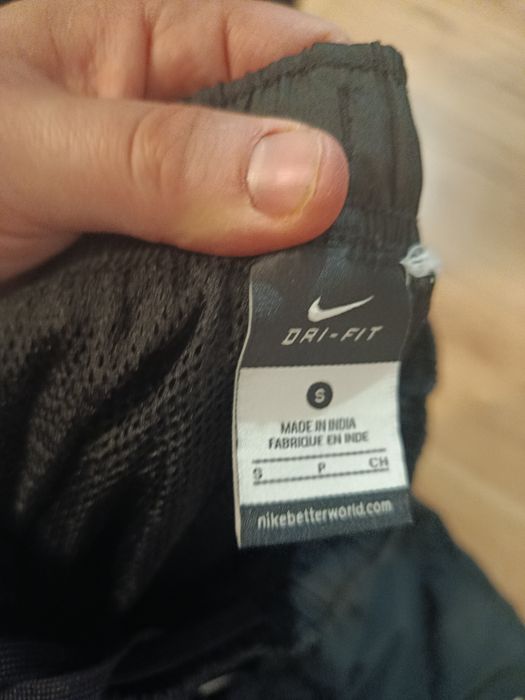 DRI-FIT
S
MADE IN INDIA
FABRIQUE EN INDE
S P CH
nikebetterworld.com